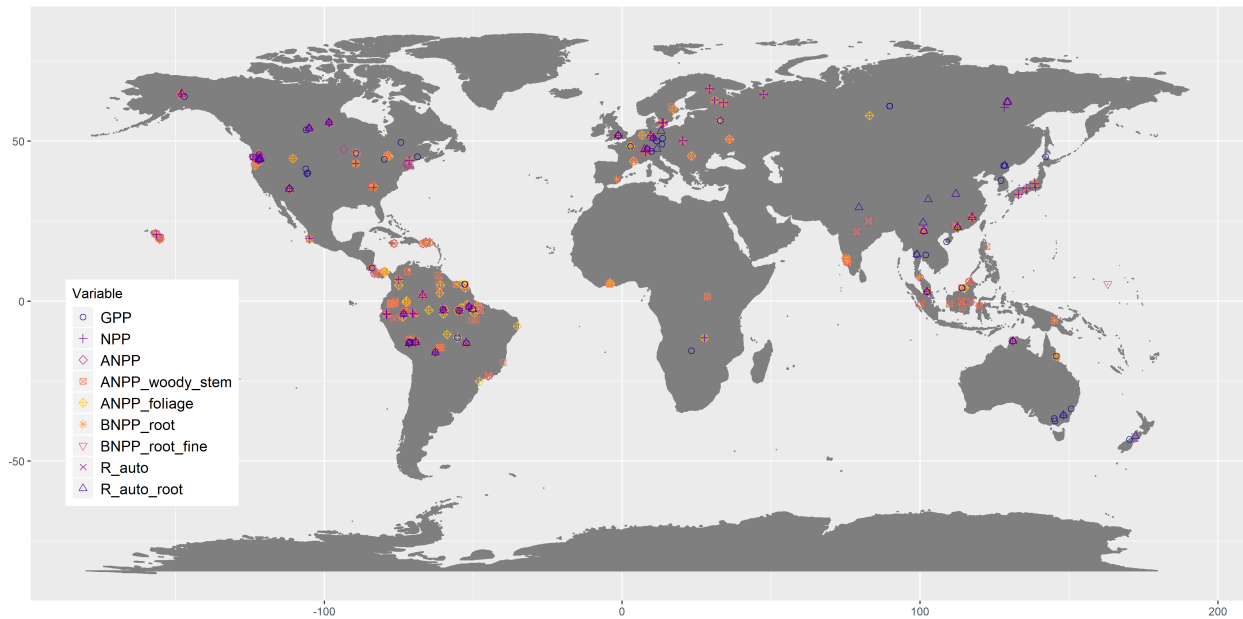 50
0
-50
Variable
GPP
NPP
ANPP
ANPP_woody_stem
ANPP_foliage
BNPP_root
BNPP_root_fine
R_auto
R_auto_root
-100
0
100
200